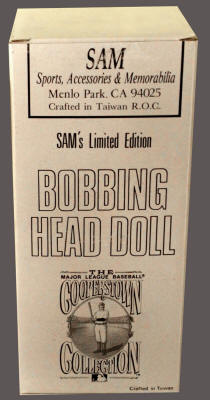 SAM
Sports, Accessories & Memorabilia
Menlo Park, CA 94025
Crafted in Taiwan R.O.C.
SAM's Limited Edition
BOBBING
HEAD DOLL
THE
MAJOR LEAGUE BASEBALL®
COOPERSTOWN
COLLECTION
Crafted in Taiwan